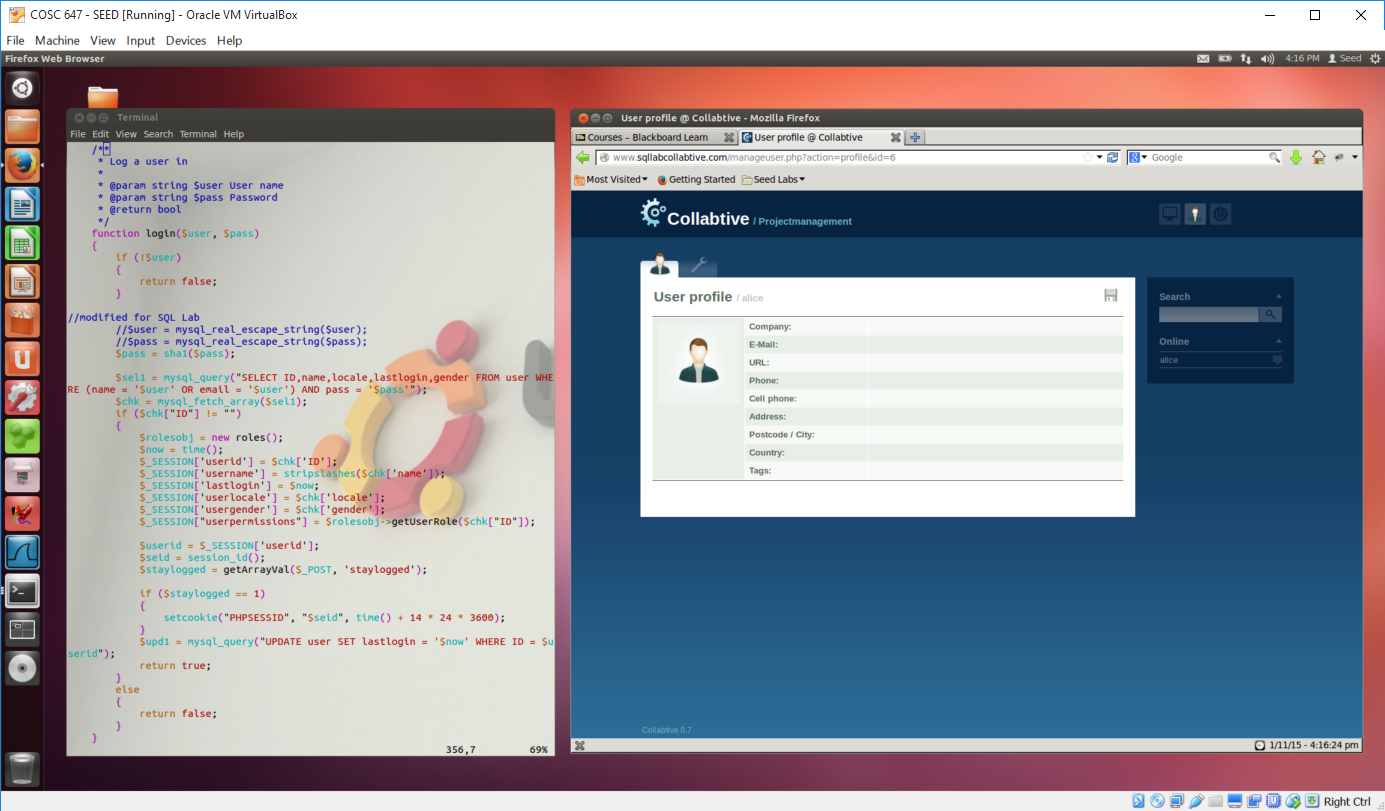 COSC 647 - SEED [Running] - Oracle VM VirtualBox
File Machine View Input Devices Help
Firefox Web Browser
4:16 PM Seed
Terminal
File Edit View Search Terminal Help
/**
* Log a user in
*
* @param string $user User name
* @param string $pass Password
* @return bool
*/
function login($user, $pass)
{
if (!$user)
{
return false;
}
//modified for SQL Lab
//$user = mysql_real_escape_string($user);
//$pass = mysql_real_escape_string($pass);
$pass = sha1($pass);
$sel1 = mysql_query("SELECT ID,name,locale,lastlogin,gender FROM user WHE
RE (name = '$user' OR email = '$user') AND pass = '$pass'");
$chk = mysql_fetch_array($sel1);
if ($chk["ID"] != "")
{
$rolesobj = new roles();
$now = time();
$_SESSION['userid'] = $chk['ID'];
$_SESSION['username'] = stripslashes($chk['name']);
$_SESSION['lastlogin'] = $now;
$_SESSION['userlocale'] = $chk['locale'];
$_SESSION['usergender'] = $chk['gender'];
$_SESSION["userpermissions"] = $rolesobj->getUserRole($chk["ID"]);
$userid = $_SESSION['userid'];
$seid = session_id();
$staylogged = getArrayVal($_POST, 'staylogged');
if ($staylogged == 1)
{
setcookie("PHPSESSID", "$seid", time() + 14 * 24 * 3600);
}
$upd1 = mysql_query("UPDATE user SET lastlogin = '$now' WHERE ID = $u
serid");
return true;
}
else
{
return false;
}
}
356,7 69%
User profile @ Collabtive - Mozilla Firefox
Courses – Blackboard Learn
User profile @ Collabtive
www.sqllabcollabtive.com/manageuser.php?action=profile&id=6
Google
Most Visited
Getting Started
Seed Labs
Collabtive / Projectmanagement
User profile / alice
Company:
E-Mail:
URL:
Phone:
Cell phone:
Address:
Postcode / City:
Country:
Tags:
Search
Online
alice
Collabtive 0.7
1/11/15 - 4:16:24 pm
Right Ctrl